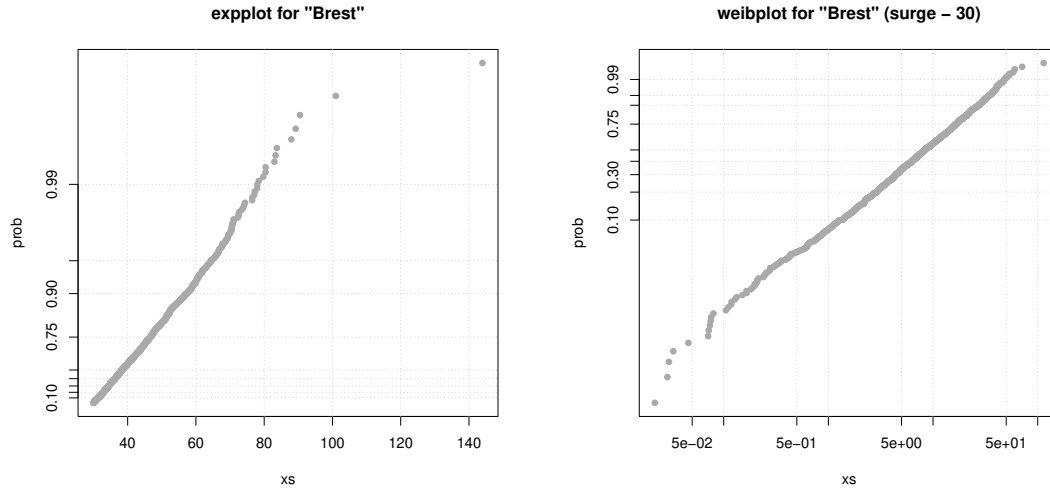 expplot for "Brest"
prob
0.99
0.90
0.75
0.10
40 60 80 100 120 140
xs
weibplot for "Brest" (surge − 30)
prob
0.99
0.75
0.30
0.10
5e−02 5e−01 5e+00 5e+01
xs